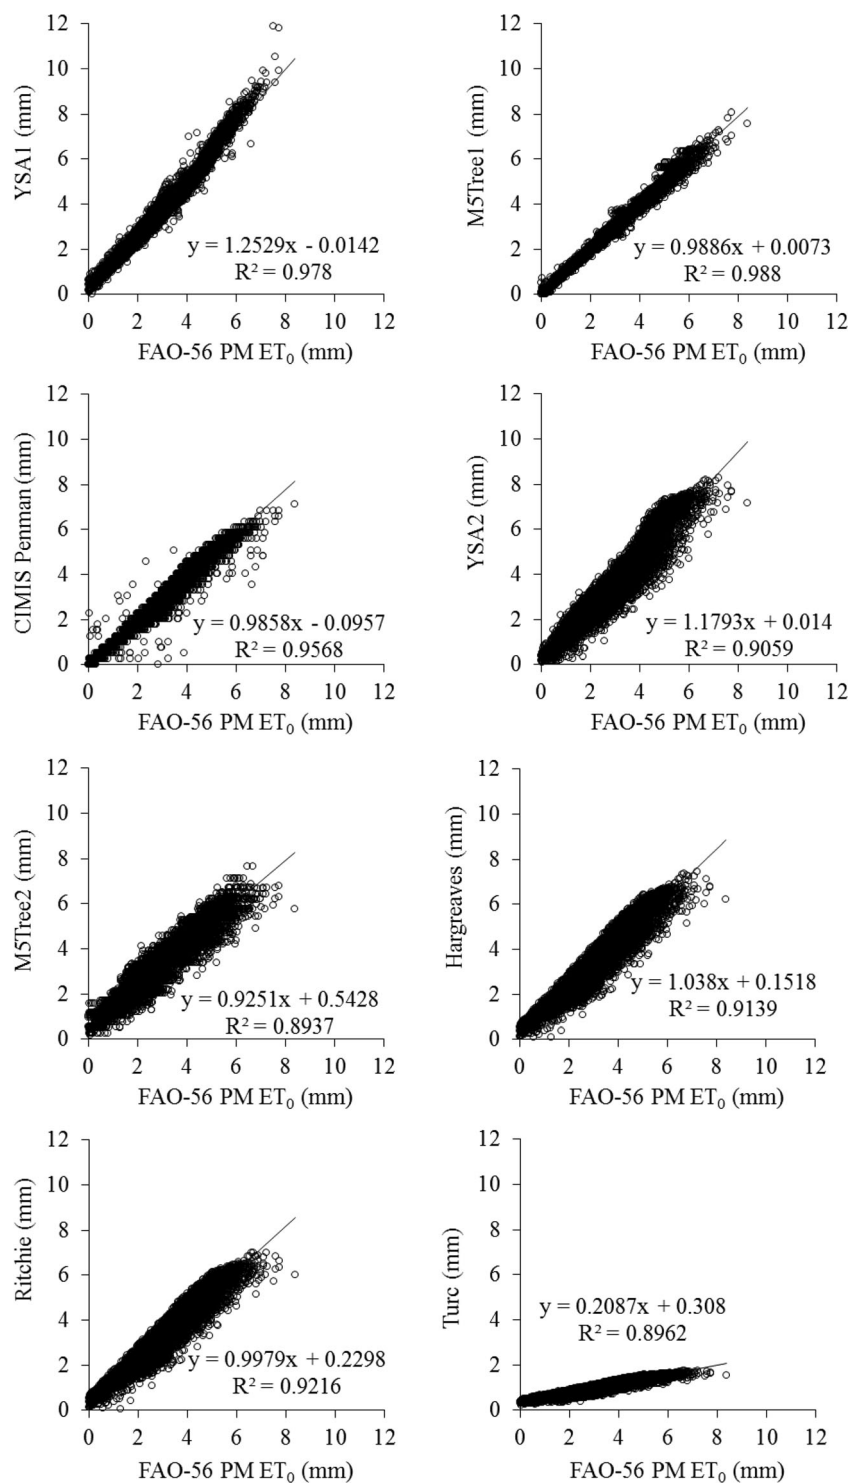 12
10
8
6
4
2
0
YSA1 (mm)
y = 1.2529x - 0.0142
R² = 0.978
0 2 4 6 8 10 12
FAO-56 PM ET₀ (mm)
12
10
8
6
4
2
0
M5Tree1 (mm)
y = 0.9886x + 0.0073
R² = 0.988
0 2 4 6 8 10 12
FAO-56 PM ET₀ (mm)
12
10
8
6
4
2
0
CIMIS Penman (mm)
y = 0.9858x - 0.0957
R² = 0.9568
0 2 4 6 8 10 12
FAO-56 PM ET₀ (mm)
12
10
8
6
4
2
0
YSA2 (mm)
y = 1.1793x + 0.014
R² = 0.9059
0 2 4 6 8 10 12
FAO-56 PM ET₀ (mm)
12
10
8
6
4
2
0
M5Tree2 (mm)
y = 0.9251x + 0.5428
R² = 0.8937
0 2 4 6 8 10 12
FAO-56 PM ET₀ (mm)
12
10
8
6
4
2
0
Hargreaves (mm)
y = 1.038x + 0.1518
R² = 0.9139
0 2 4 6 8 10 12
FAO-56 PM ET₀ (mm)
12
10
8
6
4
2
0
Ritchie (mm)
y = 0.9979x + 0.2298
R² = 0.9216
0 2 4 6 8 10 12
FAO-56 PM ET₀ (mm)
12
10
8
6
4
2
0
Turc (mm)
y = 0.2087x + 0.308
R² = 0.8962
0 2 4 6 8 10 12
FAO-56 PM ET₀ (mm)